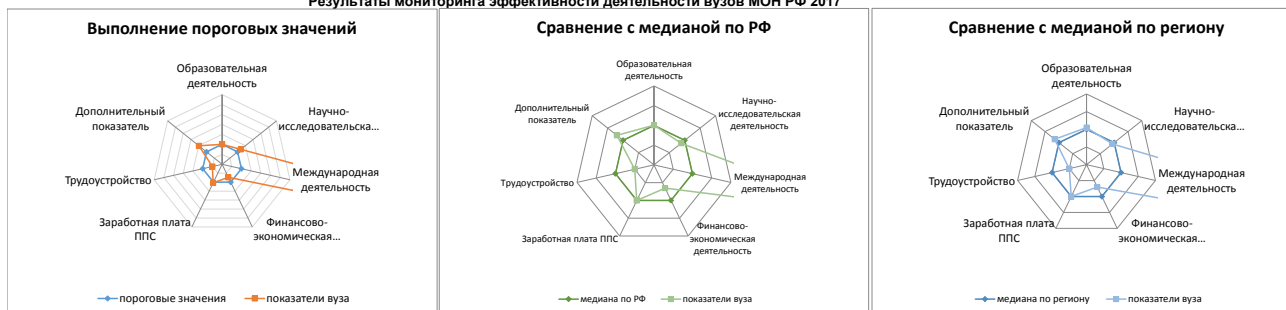 Результаты мониторинга эффективности деятельности вузов МОН РФ 2017
Выполнение пороговых значений
Образовательная
деятельность
Научно-
исследовательска...
Международная
деятельность
Финансово-
экономическая...
Заработная плата
ППС
Трудоустройство
Дополнительный
показатель
пороговые значения
показатели вуза
Сравнение с медианой по РФ
Образовательная
деятельность
Научно-
исследовательская
деятельность
Международная
деятельность
Финансово-
экономическая
деятельность
Заработная плата ППС
Трудоустройство
Дополнительный
показатель
медиана по РФ
показатели вуза
Сравнение с медианой по региону
Образовательная
деятельность
Научно-
исследовательска...
Международная
деятельность
Финансово-
экономическая...
Заработная плата
ППС
Трудоустройство
Дополнительный
показатель
медиана по региону
показатели вуза